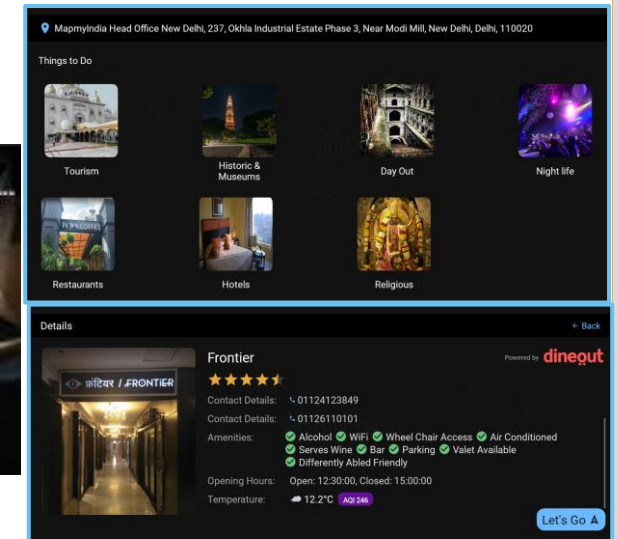 MapmyIndia Head Office New Delhi, 237, Okhla Industrial Estate Phase 3, Near Modi Mill, New Delhi, Delhi, 110020
Things to Do
Tourism
Historic &
Museums
Day Out
Night life
Restaurants
Hotels
Religious
Details
← Back
Frontier
Powered by dineout
फ्रंटियर / FRONTIER
Contact Details: 01124123849
Contact Details: 01126110101
Amenities: Alcohol WiFi Wheel Chair Access Air Conditioned
Serves Wine Bar Parking Valet Available
Differently Abled Friendly
Opening Hours: Open: 12:30:00, Closed: 15:00:00
Temperature: 12.2°C AQI 246
Let's Go